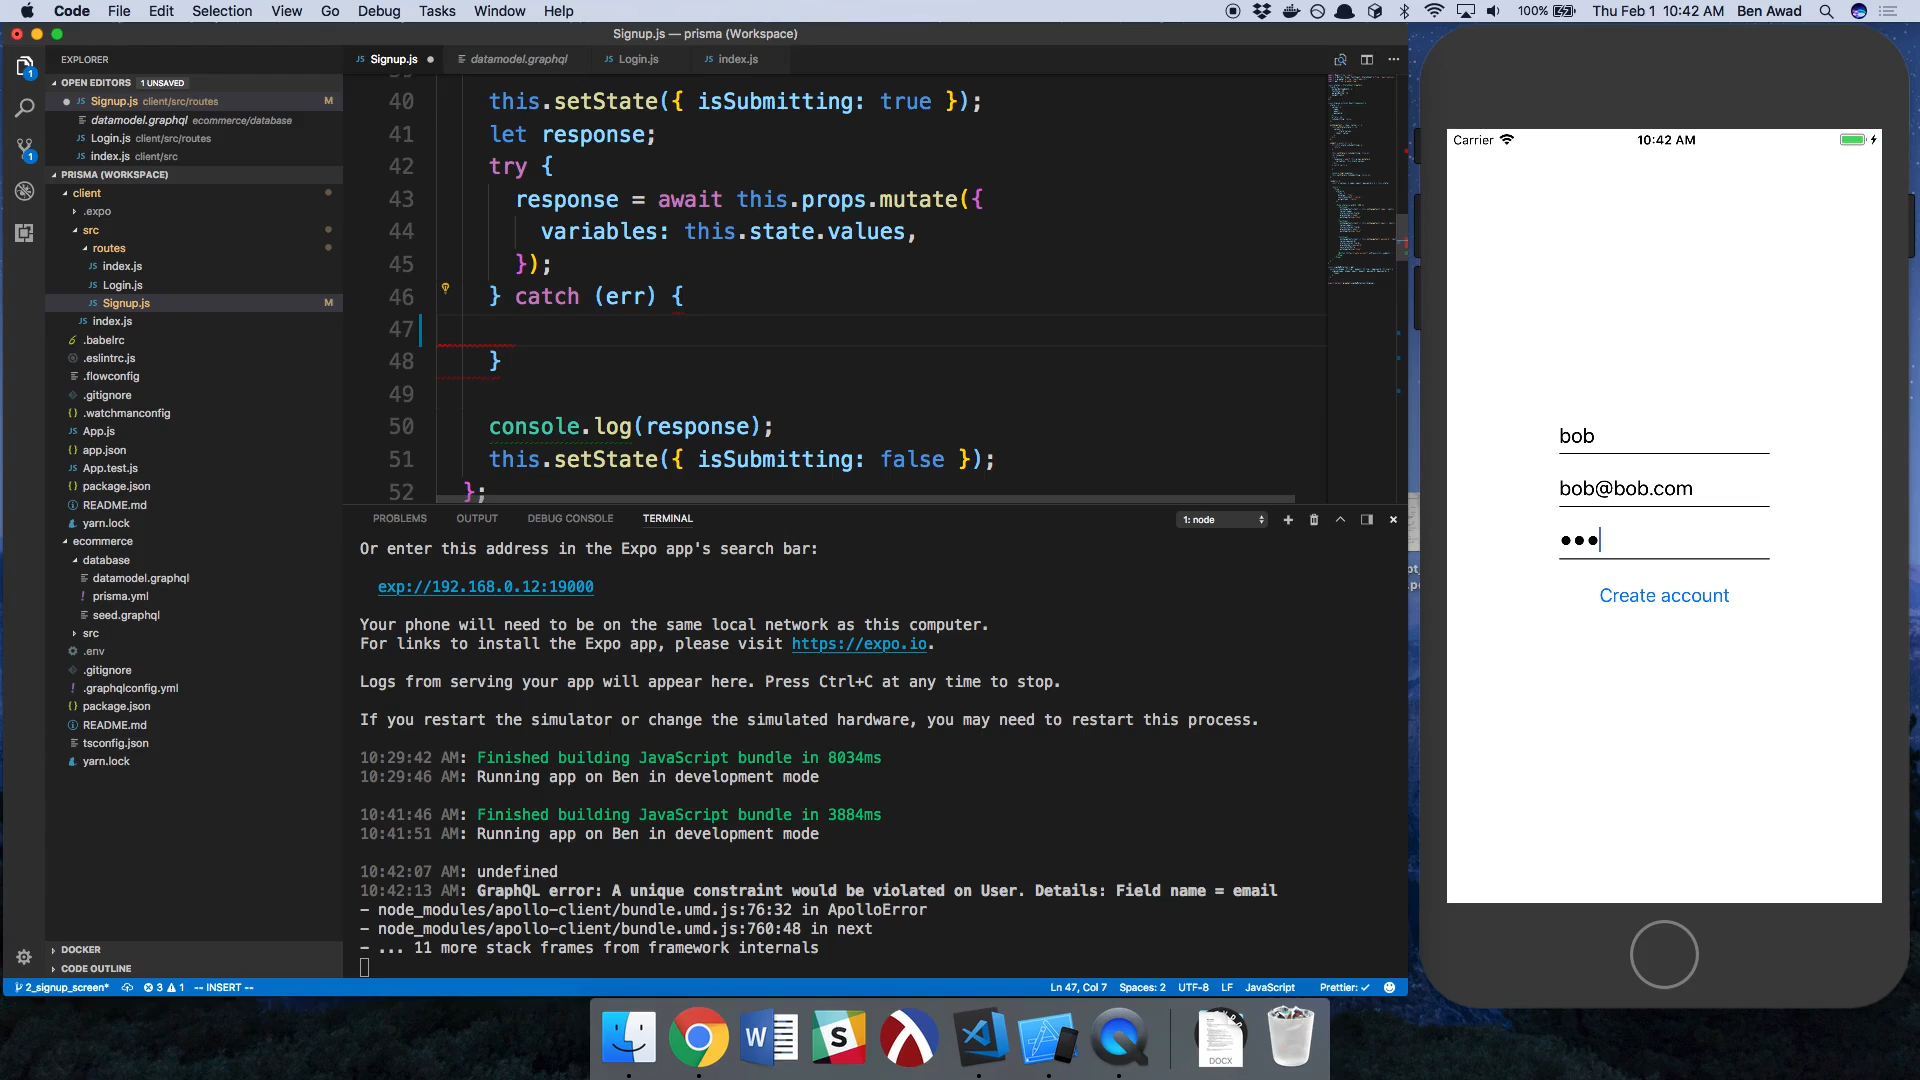 Code File Edit Selection View Go Debug Tasks Window Help 100% Thu Feb 1 10:42 AM Ben Awad
Signup.js — prisma (Workspace)
EXPLORER
OPEN EDITORS 1 UNSAVED
Signup.js client/src/routes M
datamodel.graphql ecommerce/database
Login.js client/src/routes
index.js client/src
PRISMA (WORKSPACE)
client
.expo
src
routes
index.js
Login.js
Signup.js M
index.js
.babelrc
.eslintrc.js
.flowconfig
.gitignore
.watchmanconfig
App.js
app.json
App.test.js
package.json
README.md
yarn.lock
ecommerce
database
datamodel.graphql
prisma.yml
seed.graphql
src
.env
.gitignore
.graphqlconfig.yml
package.json
README.md
tsconfig.json
yarn.lock
DOCKER
CODE OUTLINE
Signup.js datamodel.graphql Login.js index.js
40 this.setState({ isSubmitting: true });
41 let response;
42 try {
43 response = await this.props.mutate({
44 variables: this.state.values,
45 });
46 } catch (err) {
47
48 }
49
50 console.log(response);
51 this.setState({ isSubmitting: false });
52 };
PROBLEMS OUTPUT DEBUG CONSOLE TERMINAL 1: node
Or enter this address in the Expo app's search bar:
exp://192.168.0.12:19000
Your phone will need to be on the same local network as this computer.
For links to install the Expo app, please visit https://expo.io.
Logs from serving your app will appear here. Press Ctrl+C at any time to stop.
If you restart the simulator or change the simulated hardware, you may need to restart this process.
10:29:42 AM: Finished building JavaScript bundle in 8034ms
10:29:46 AM: Running app on Ben in development mode
10:41:46 AM: Finished building JavaScript bundle in 3884ms
10:41:51 AM: Running app on Ben in development mode
10:42:07 AM: undefined
10:42:13 AM: GraphQL error: A unique constraint would be violated on User. Details: Field name = email
- node_modules/apollo-client/bundle.umd.js:76:32 in ApolloError
- node_modules/apollo-client/bundle.umd.js:760:48 in next
- ... 11 more stack frames from framework internals
2_signup_screen* 3 1 -- INSERT -- Ln 47, Col 7 Spaces: 2 UTF-8 LF JavaScript Prettier: ✓
Carrier 10:42 AM
bob
bob@bob.com
•••
Create account
DOCX